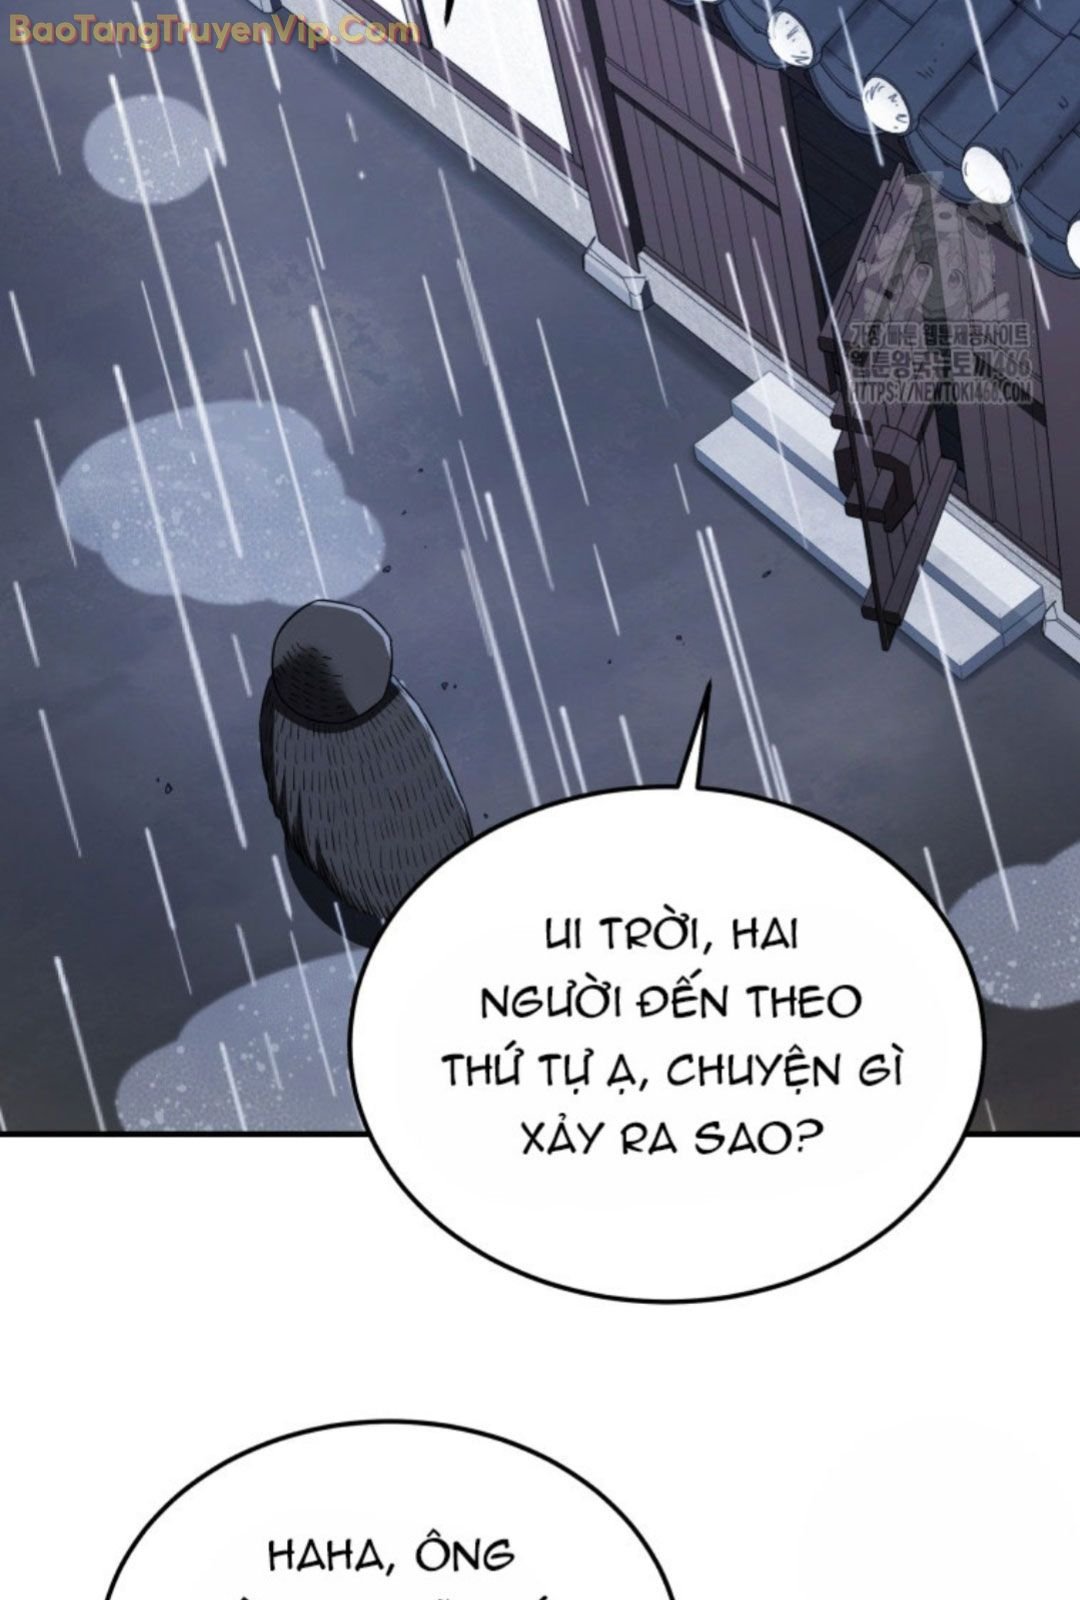 BaoTangTruyenVip.Com
가장 빠른 웹툰제공사이트
웹툰왕국뉴토끼466
HTTPS://NEWTOKI466.COM
UI TRỜI, HAI
NGƯỜI ĐẾN THEO
THỨ TỰ Ạ, CHUYỆN GÌ
XẢY RA SAO?
HAHA, ÔNG